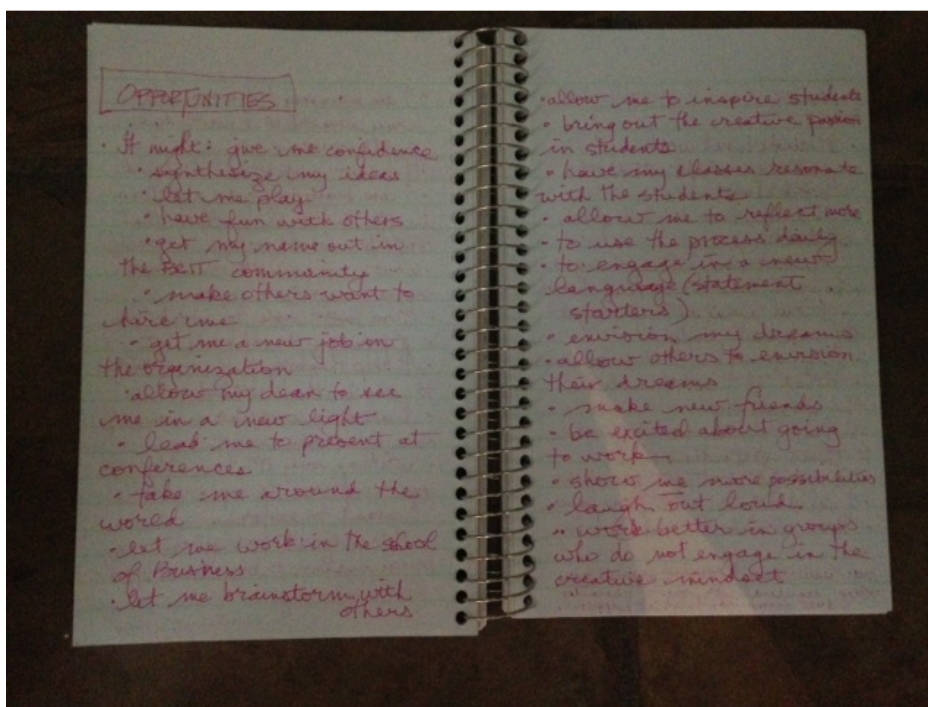 OPPORTUNITIES
· It might: give me confidence
· synthesize my ideas
· let me play
· have fun with others
· get my name out in
the community
· make others want to
hire me
· get me a new job in
the organization
· allow my dean to see
me in a new light
· lead me to present at
conferences
· take me around the
world
· let me work in the School
of Business
· let me brainstorm with
others
· allow me to inspire students
· bring out the creative passion
in students
· have my classes resonate
with the students
· allow me to reflect more
· to use the process daily
· to engage in a new
language (statement
starters)
· envision my dreams
· allow others to envision
their dreams
· make new friends
· be excited about going
to work
· show me more possibilities
· laugh out loud
· work better in groups
who do not engage in the
creative mindset